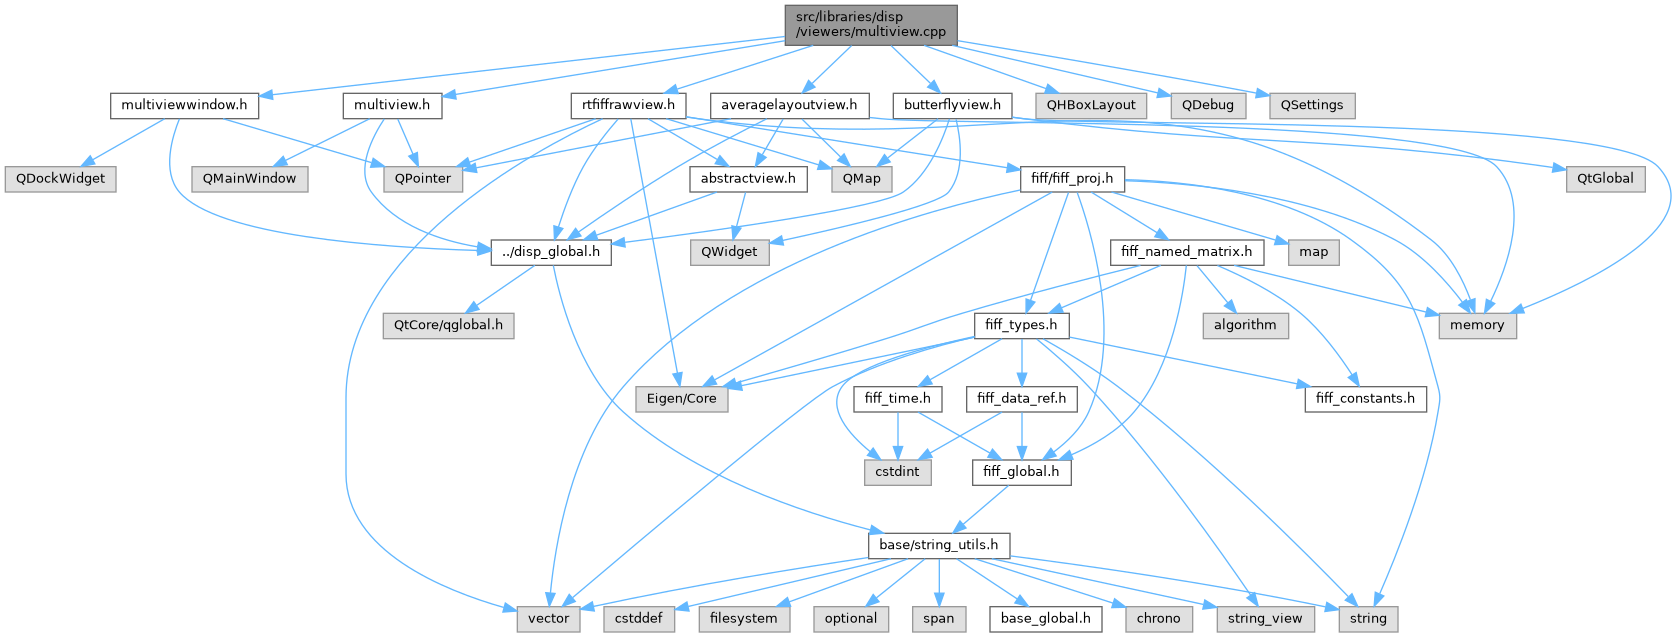 src/libraries/disp
/viewers/multiview.cpp
multiviewwindow.h
multiview.h
rtfiffrawview.h
averagelayoutview.h
butterflyview.h
QHBoxLayout
QDebug
QSettings
QDockWidget
QMainWindow
QPointer
abstractview.h
QMap
fiff/fiff_proj.h
QtGlobal
../disp_global.h
QWidget
fiff_named_matrix.h
map
QtCore/qglobal.h
fiff_types.h
algorithm
memory
Eigen/Core
fiff_time.h
fiff_data_ref.h
fiff_constants.h
cstdint
fiff_global.h
base/string_utils.h
vector
cstddef
filesystem
optional
span
base_global.h
chrono
string_view
string